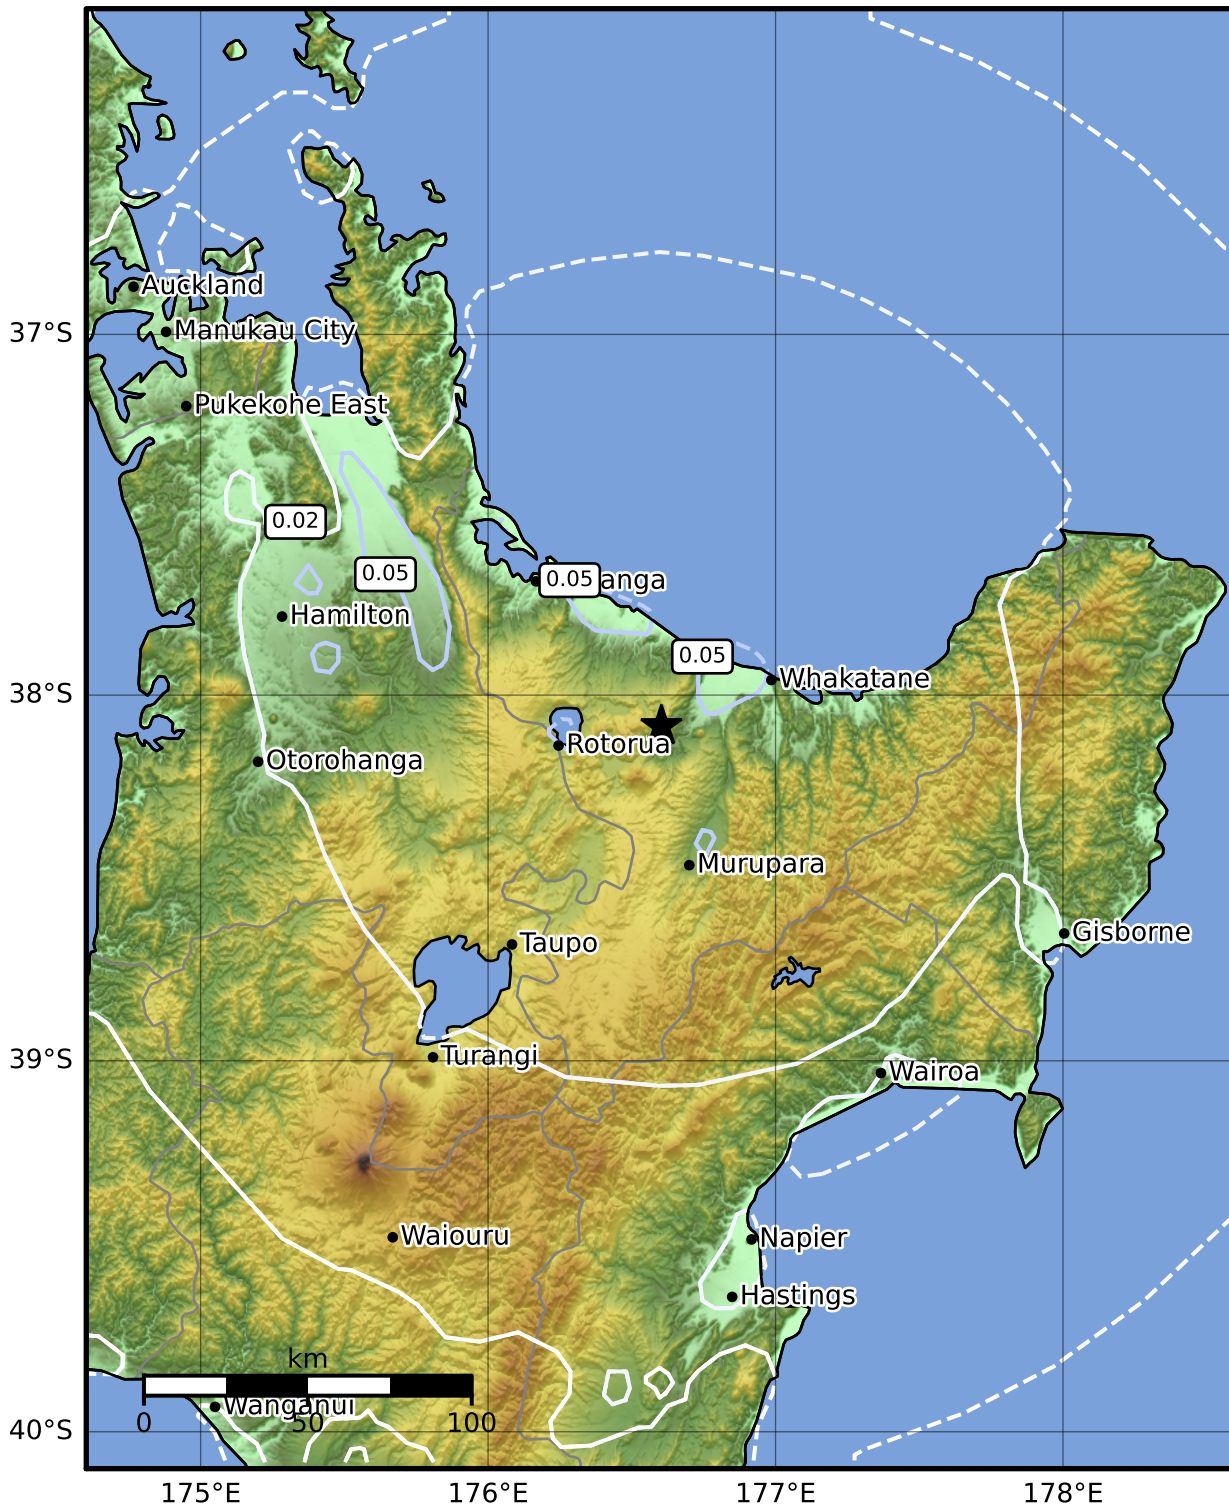 Auckland
37°S
Manukau City
Pukekohe East
0.02
0.05
0.05
anga
Hamilton
0.05
Whakatane
38°S
Rotorua
Otorohanga
Murupara
Taupo
Gisborne
39°S
Turangi
Wairoa
Waiouru
Napier
Hastings
km
Wanganui
0
50
100
40°S
175°E
176°E
177°E
178°E